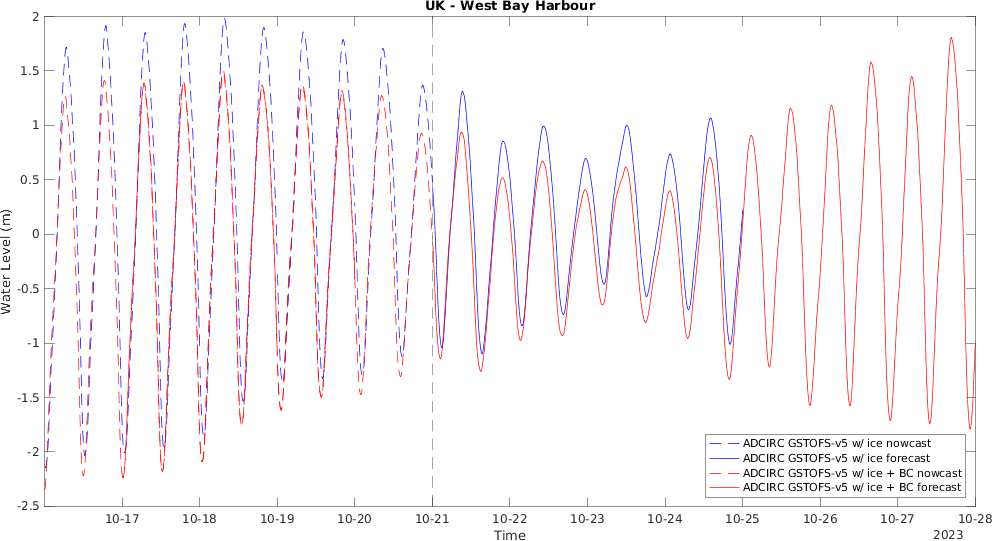 UK - West Bay Harbour
2
1.5
1
0.5
0
-0.5
-1
-1.5
-2
-2.5
Water Level (m)
10-17 10-18 10-19 10-20 10-21 10-22 10-23 10-24 10-25 10-26 10-27 10-28
Time
2023
ADCIRC GSTOFS-v5 w/ ice nowcast
ADCIRC GSTOFS-v5 w/ ice forecast
ADCIRC GSTOFS-v5 w/ ice + BC nowcast
ADCIRC GSTOFS-v5 w/ ice + BC forecast